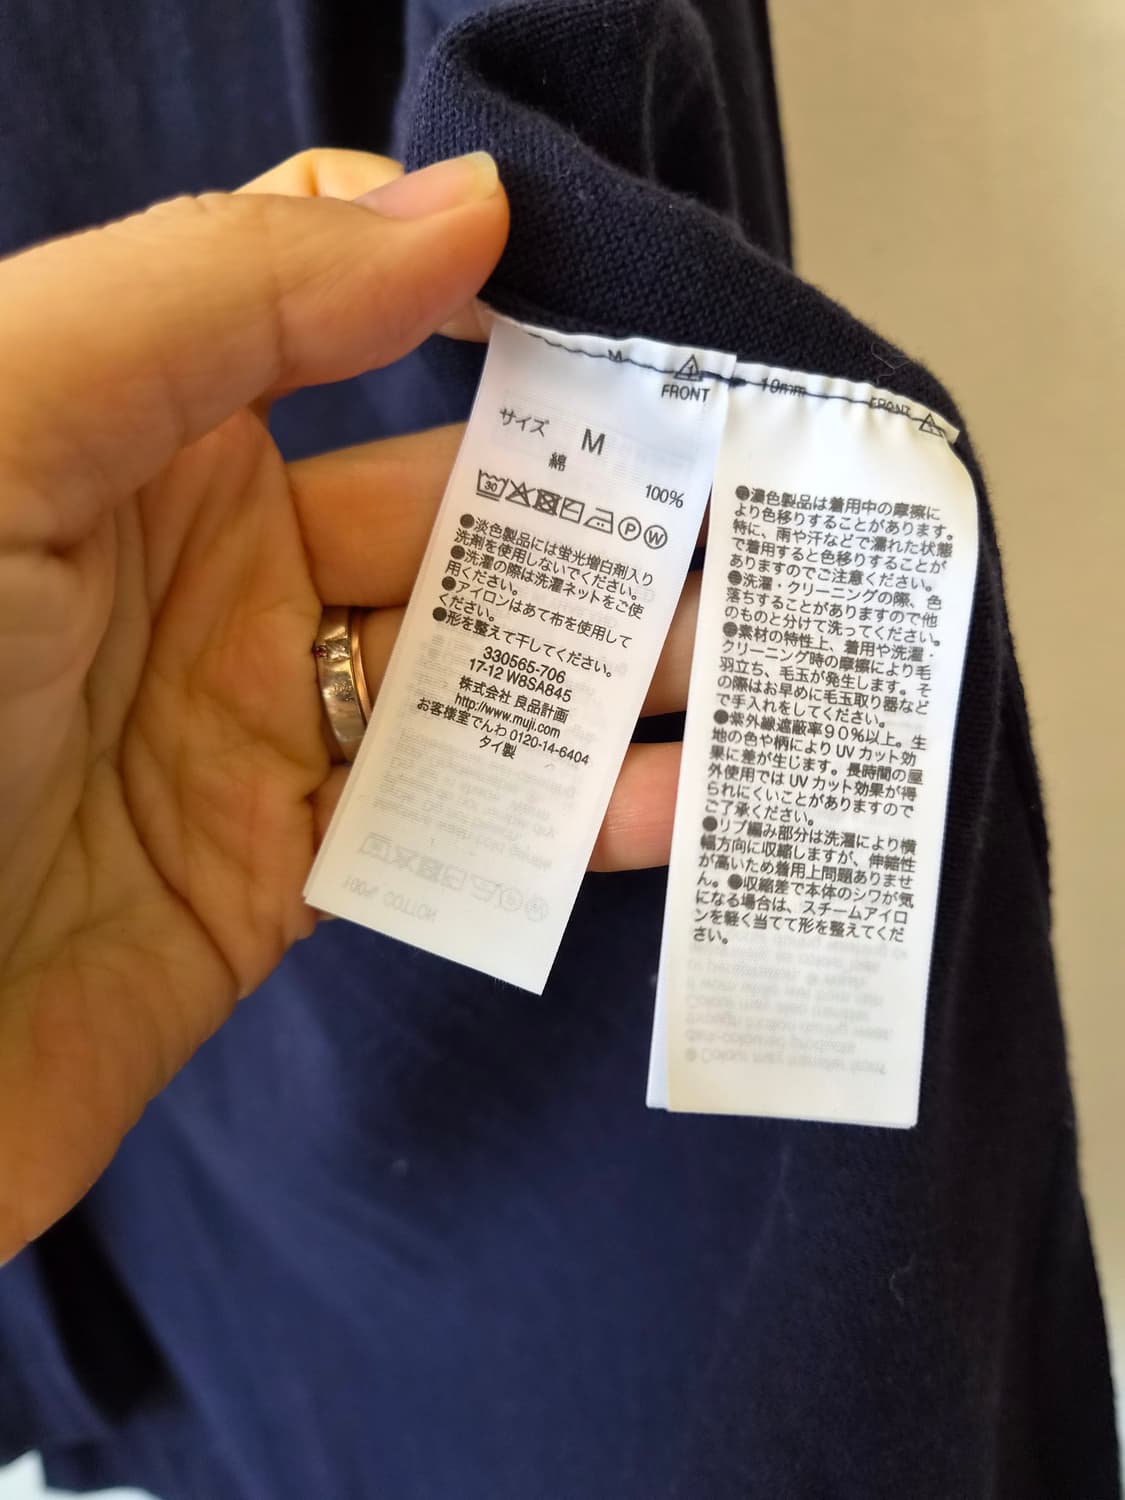 M
1
FRONT
サイズ M
綿
100%
30
P W
●淡色製品には蛍光増白剤入り
洗剤を使用しないでください。
●洗濯の際は洗濯ネットをご使
用ください。
●アイロンはあて布を使用して
ください。
●形を整えて干してください。
330565-706
17-12 W8SA845
株式会社 良品計画
http://www.muji.com
お客様室でんわ 0120-14-6404
タイ製
10mm
FRONT
●濃色製品は着用中の摩擦に
より色移りすることがあります。
特に、雨や汗などで濡れた状態
で着用すると色移りすることが
ありますのでご注意ください。
●洗濯・クリーニングの際、色
落ちすることがありますので他
のものと分けて洗ってください。
●素材の特性上、着用や洗濯・
クリーニング時の摩擦により毛
羽立ち、毛玉が発生します。そ
の際はお早めに毛玉取り器など
で手入れをしてください。
●紫外線遮蔽率90%以上。生
地の色や柄によりUVカット効
果に差が生じます。長時間の屋
外使用ではUVカット効果が得
られにくいことがありますので
ご了承ください。
●リブ編み部分は洗濯により横
幅方向に収縮しますが、伸縮性
が高いため着用上問題ありませ
ん。●収縮差で本体のシワが気
になる場合は、スチームアイロ
ンを軽く当てて形を整えてくだ
さい。